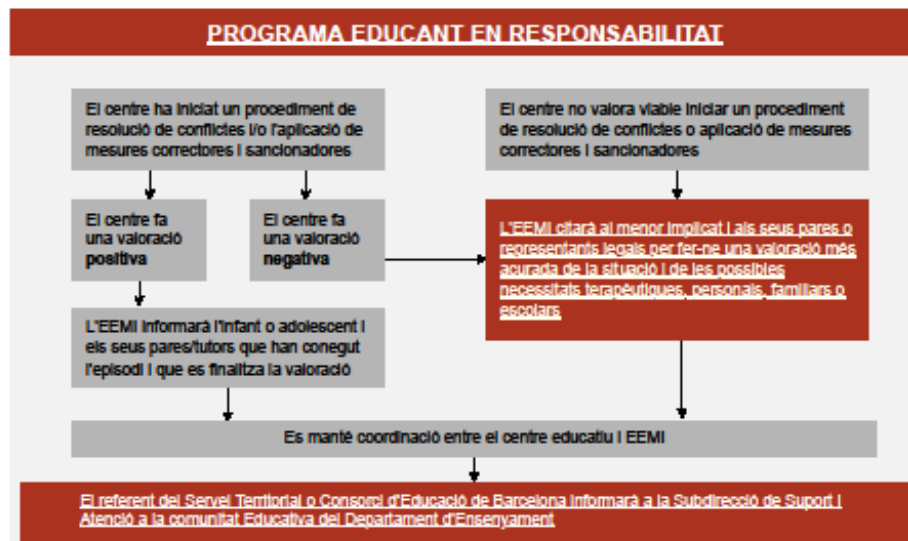 PROGRAMA EDUCANT EN RESPONSABILITAT
El centre ha iniciat un procediment de
resolució de conflictes i/o l'aplicació de
mesures correctores i sancionadores
El centre no valora viable iniciar un procediment
de resolució de conflictes o aplicació de mesures
correctores i sancionadores
El centre fa
una valoració
positiva
El centre fa
una valoració
negativa
L'EEMI citarà al menor implicat i als seus pares o
representants legals per fer-ne una valoració més
acurada de la situació i de les possibles
necessitats terapèutiques, personals, familiars o
escolars
L'EEMI informarà l'infant o adolescent i
els seus pares/tutors que han conegut
l'episodi i que es finalitza la valoració
Es manté coordinació entre el centre educatiu i EEMI
El referent del Servei Territorial o Consorci d'Educació de Barcelona informarà a la Subdirecció de Suport i
Atenció a la comunitat Educativa del Departament d'Ensenyament